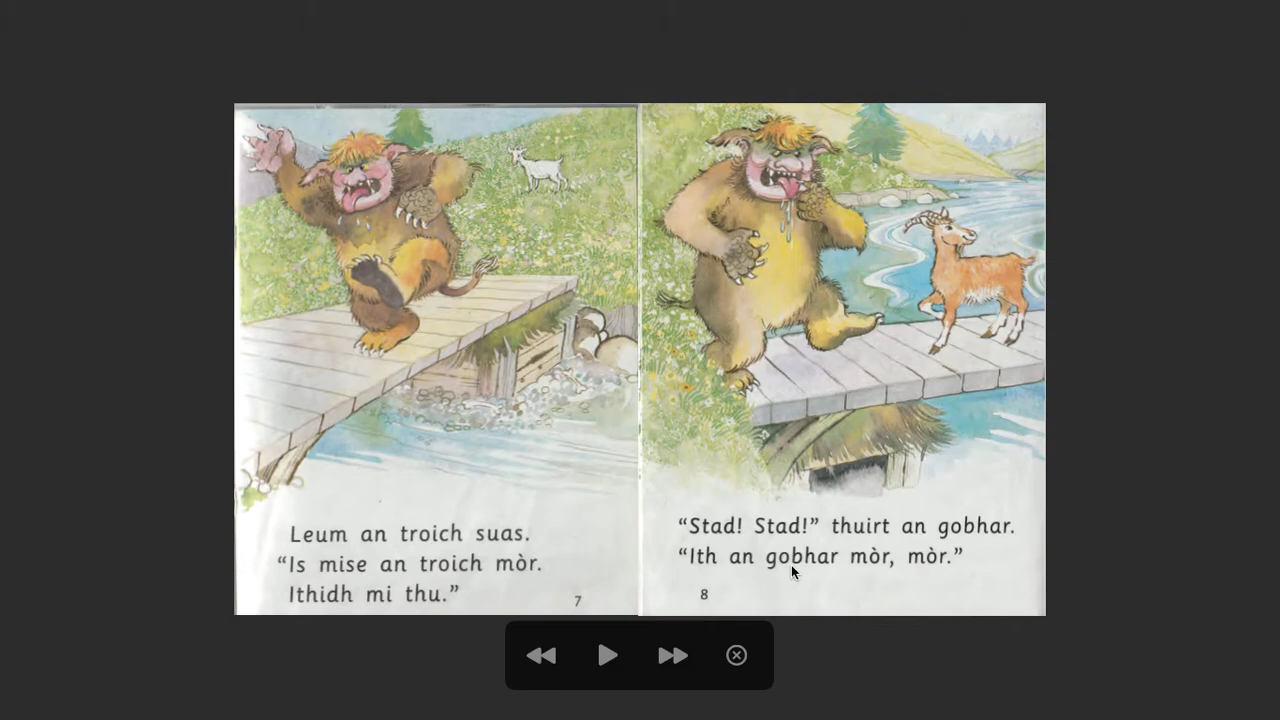 Leum an troich suas.
“Is mise an troich mòr.
Ithidh mi thu.”
7
“Stad! Stad!” thuirt an gobhar.
“Ith an gobhar mòr, mòr.”
8